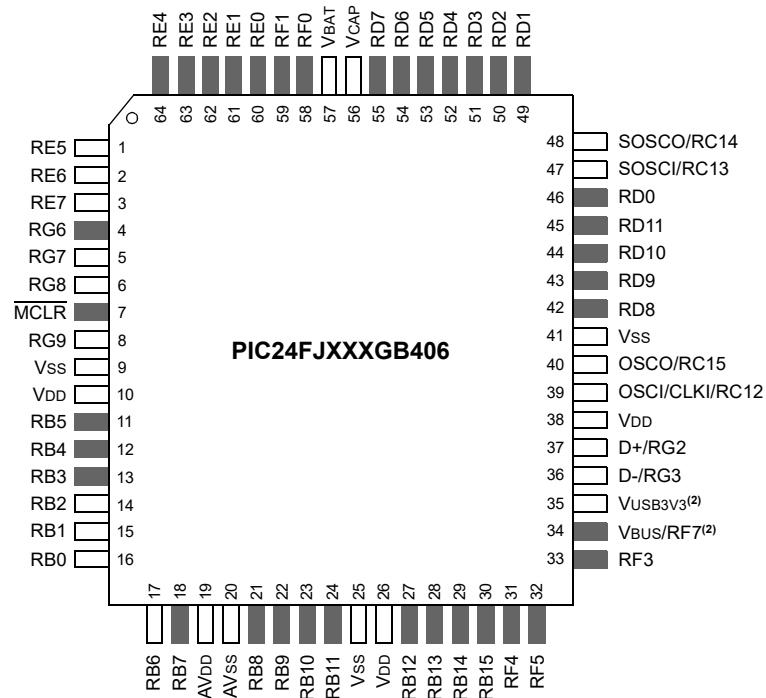 RE4 RE3 RE2 RE1 RE0 RF1 RF0 VBAT VCAP RD7 RD6 RD5 RD4 RD3 RD2 RD1
64 63 62 61 60 59 58 57 56 55 54 53 52 51 50 49
RE5 1
RE6 2
RE7 3
RG6 4
RG7 5
RG8 6
MCLR 7
RG9 8
VSS 9
VDD 10
RB5 11
RB4 12
RB3 13
RB2 14
RB1 15
RB0 16
PIC24FJXXXGB406
48 SOSCO/RC14
47 SOSCI/RC13
46 RD0
45 RD11
44 RD10
43 RD9
42 RD8
41 VSS
40 OSCO/RC15
39 OSCI/CLKI/RC12
38 VDD
37 D+/RG2
36 D-/RG3
35 VUSB3V3(2)
34 VBUS/RF7(2)
33 RF3
17 18 19 20 21 22 23 24 25 26 27 28 29 30 31 32
RB6 RB7 AVDD AVSS RB8 RB9 RB10 RB11 VSS VDD RB12 RB13 RB14 RB15 RF4 RF5